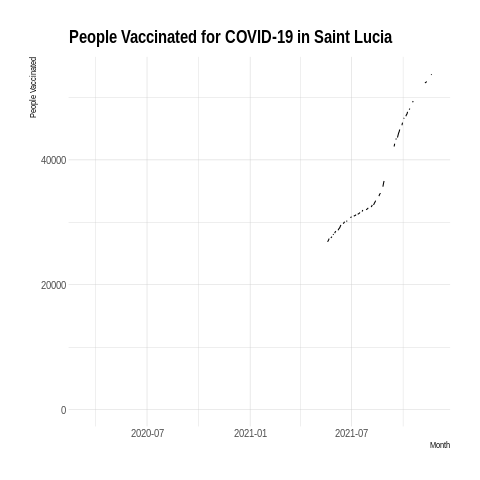 People Vaccinated for COVID-19 in Saint Lucia
People Vaccinated
40000
20000
0
2020-07 2021-01 2021-07
Month